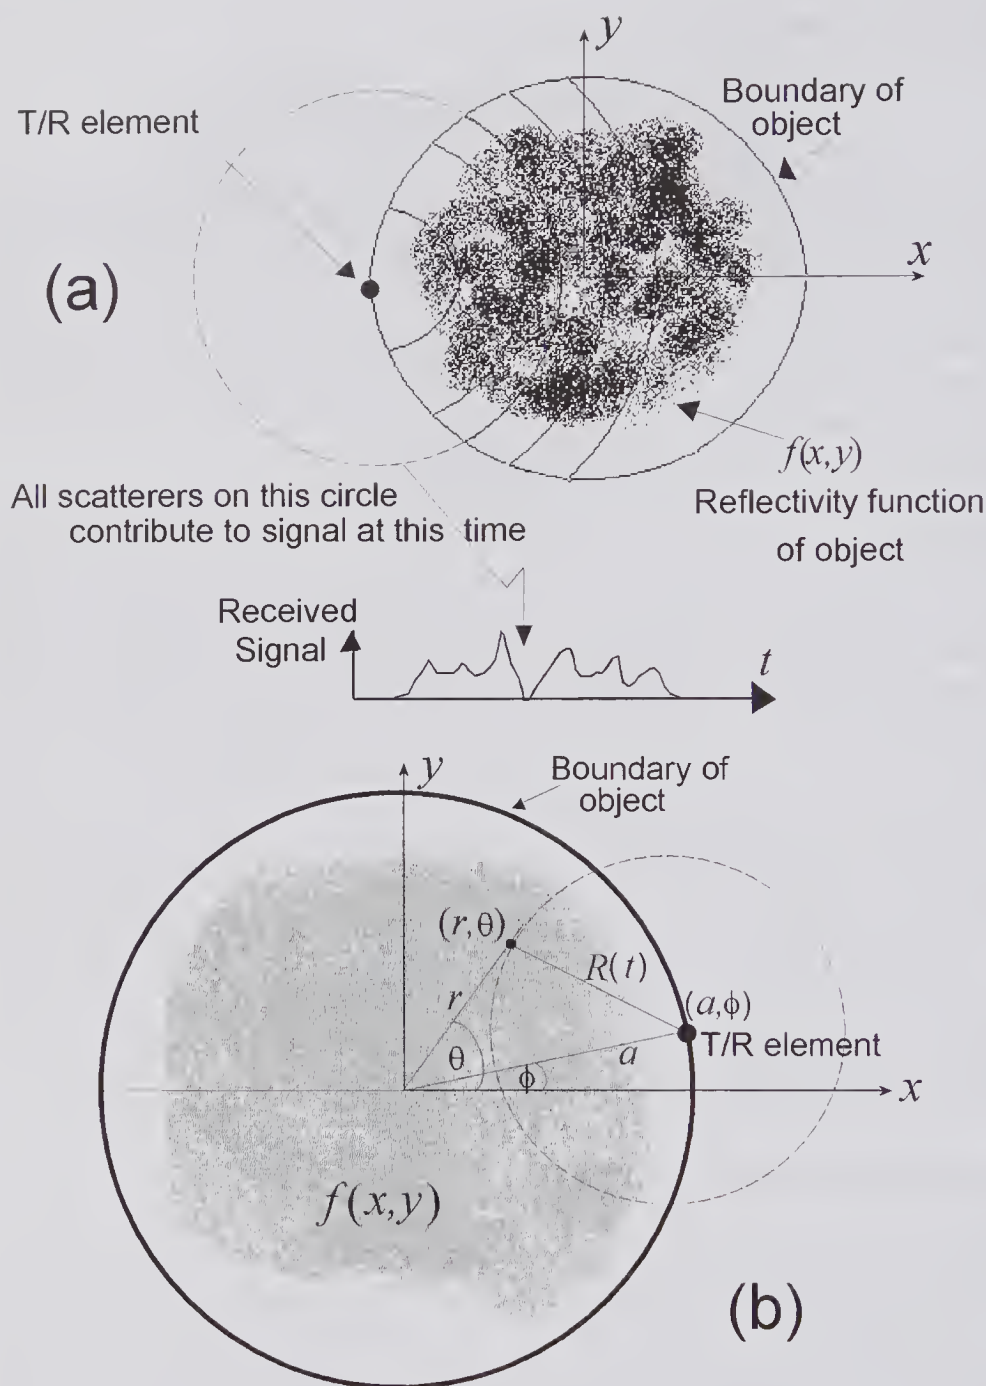 y
T/R element
Boundary of
object
x
(a)
f(x,y)
All scatterers on this circle
contribute to signal at this time
Reflectivity function
of object
Received
Signal
t
y
Boundary of
object
(r,θ)
R(t)
r
(a,ϕ)
T/R element
θ
a
ϕ
x
f(x,y)
(b)